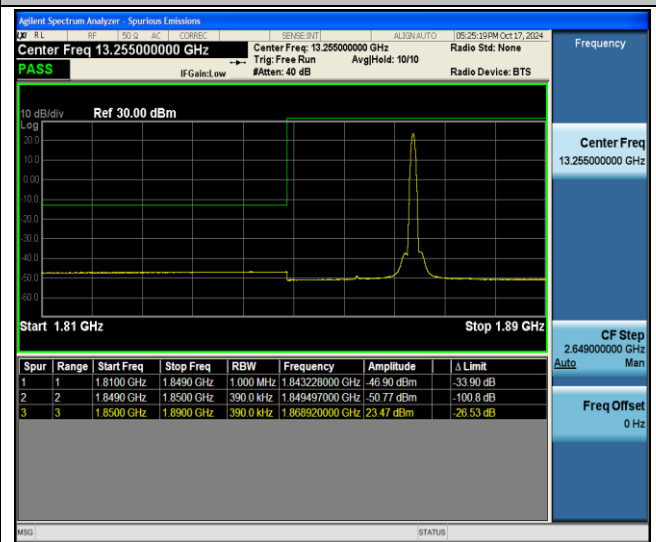 Agilent Spectrum Analyzer - Spurious Emissions
RL RF 50 Ω AC CORREC SENSE:INT ALIGN AUTO 05:25:19PM Oct 17, 2024
Center Freq 13.255000000 GHz
Center Freq: 13.255000000 GHz
Radio Std: None
Trig: Free Run Avg|Hold: 10/10
PASS
IFGain:Low #Atten: 40 dB Radio Device: BTS
10 dB/div Ref 30.00 dBm
Log
20.0
10.0
0.00
-10.0
-20.0
-30.0
-40.0
-50.0
-60.0
Start 1.81 GHz Stop 1.89 GHz
Spur Range Start Freq Stop Freq RBW Frequency Amplitude Δ Limit
1 1 1.8100 GHz 1.8490 GHz 1.000 MHz 1.843228000 GHz -46.90 dBm -33.90 dB
2 2 1.8490 GHz 1.8500 GHz 390.0 kHz 1.849497000 GHz -50.77 dBm -100.8 dB
3 3 1.8500 GHz 1.8900 GHz 390.0 kHz 1.868920000 GHz 23.47 dBm -26.53 dB
MSG STATUS
Frequency
Center Freq
13.255000000 GHz
CF Step
2.649000000 GHz
Auto Man
Freq Offset
0 Hz